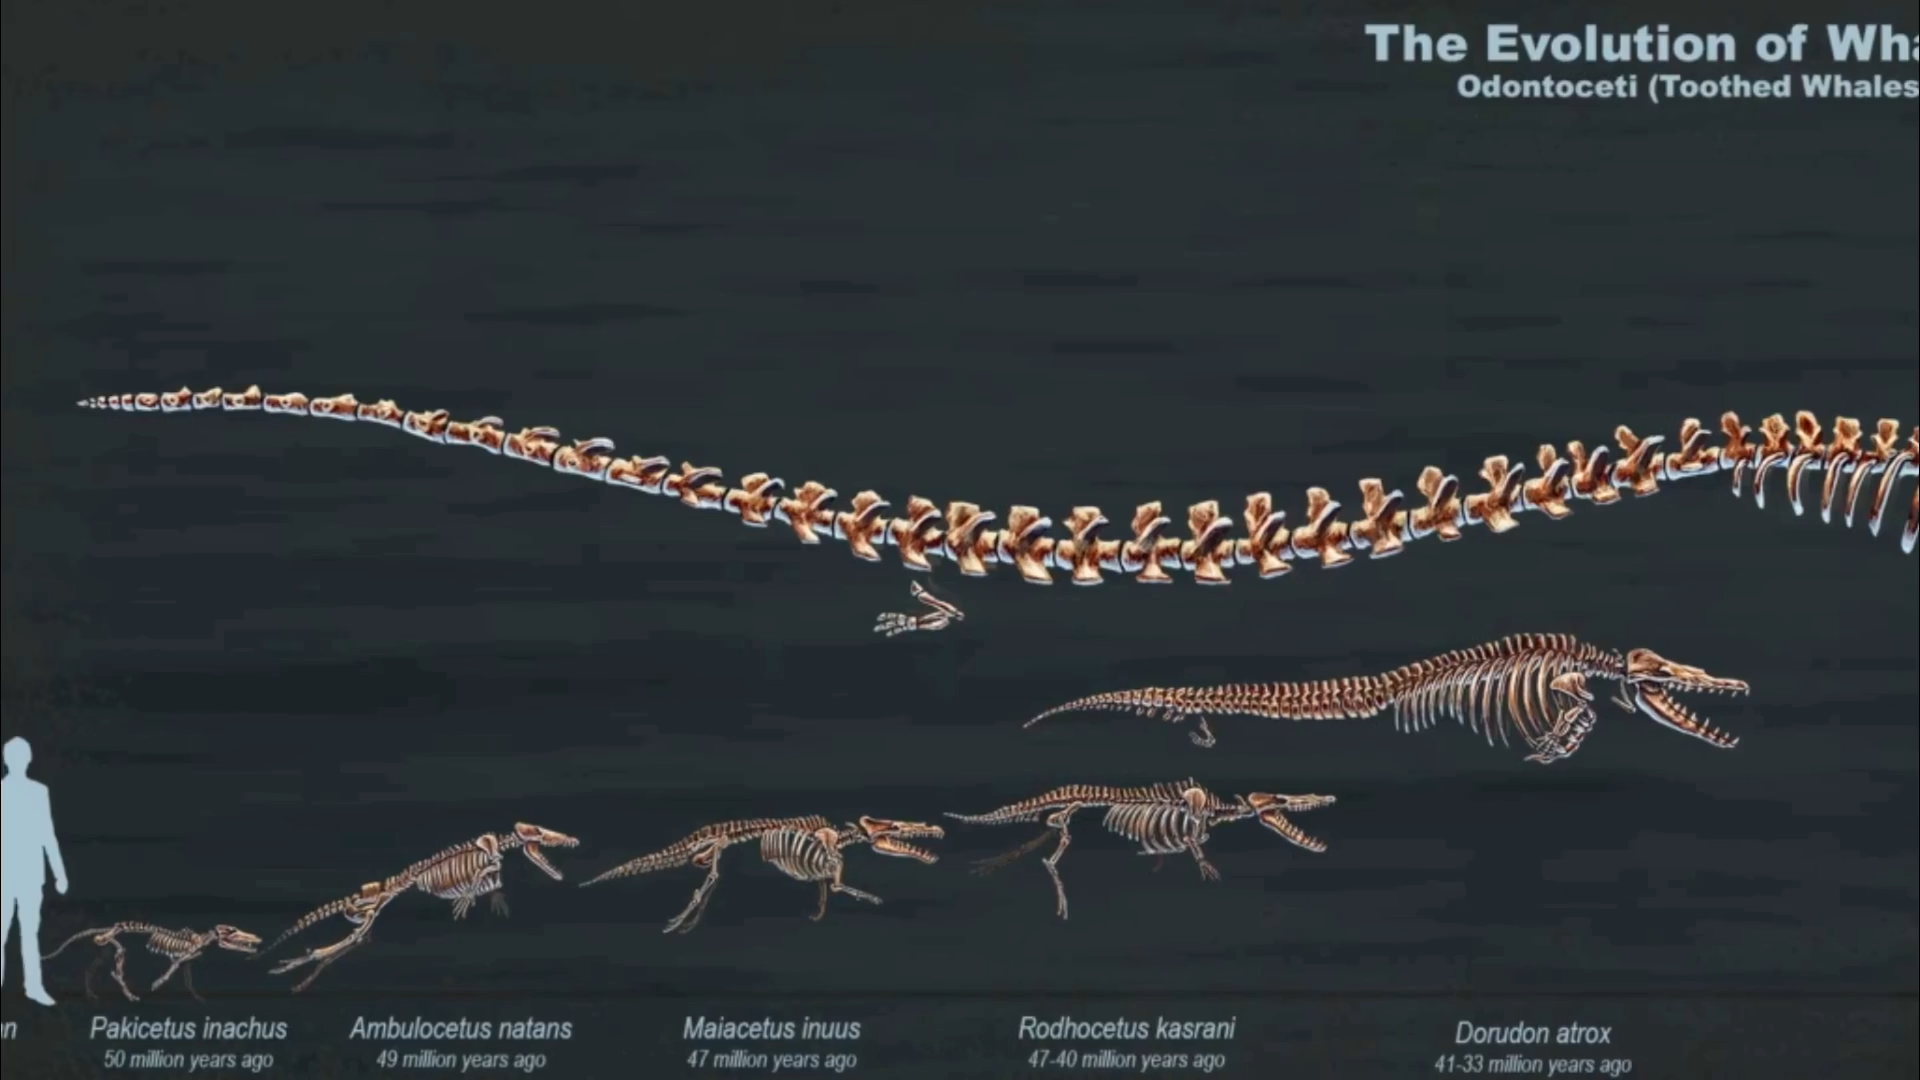 The Evolution of Wha
Odontoceti (Toothed Whales
an
Pakicetus inachus
50 million years ago
Ambulocetus natans
49 million years ago
Maiacetus inuus
47 million years ago
Rodhocetus kasrani
47-40 million years ago
Dorudon atrox
41-33 million years ago